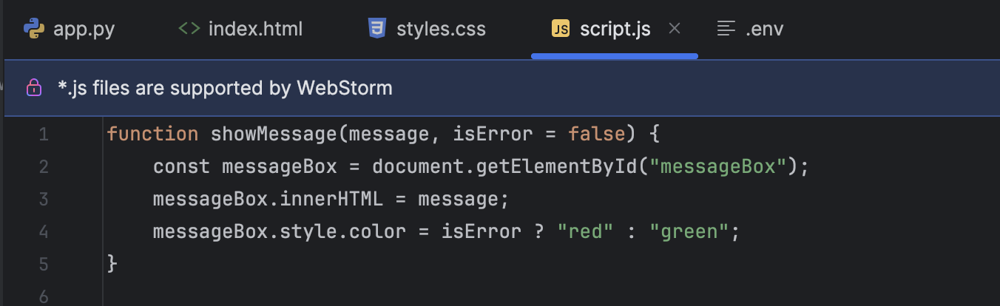 app.py <> index.html styles.css JS script.js × .env
*.js files are supported by WebStorm
1 function showMessage(message, isError = false) {
2     const messageBox = document.getElementById("messageBox");
3     messageBox.innerHTML = message;
4     messageBox.style.color = isError ? "red" : "green";
5 }
6